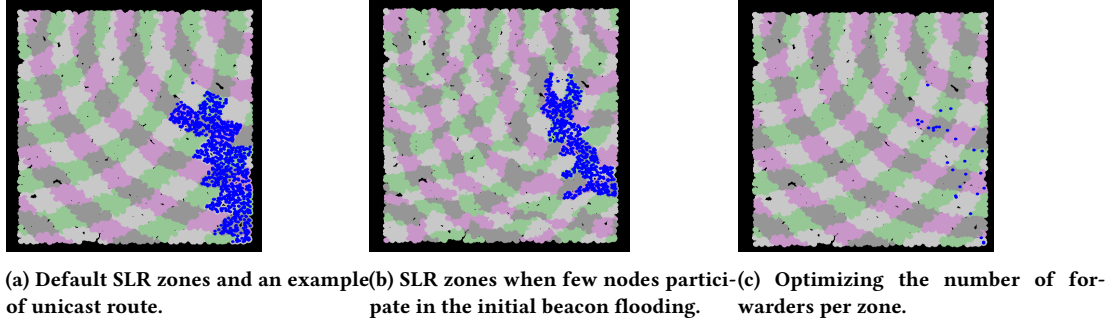 (a) Default SLR zones and an example
of unicast route.
(b) SLR zones when few nodes partici-
pate in the initial beacon flooding.
(c) Optimizing the number of for-
warders per zone.